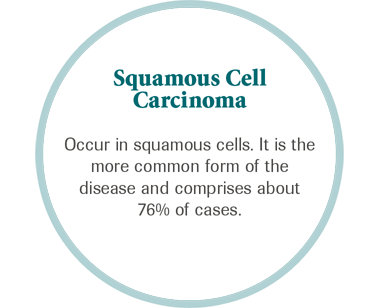 Squamous Cell
Carcinoma
Occur in squamous cells. It is the
more common form of the
disease and comprises about
76% of cases.